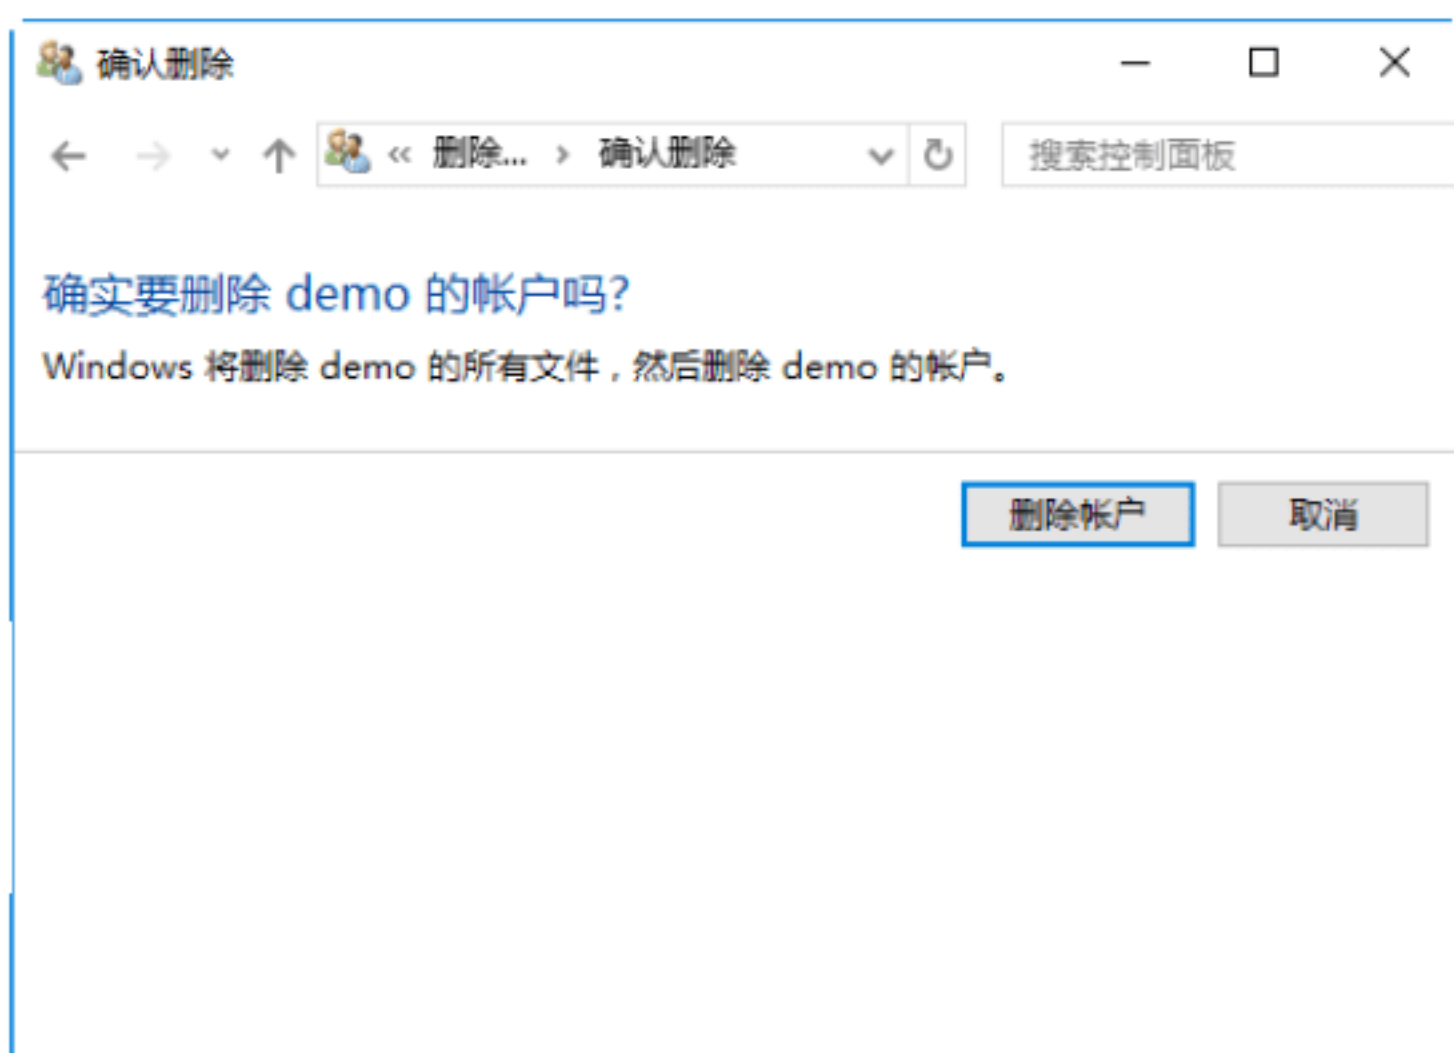 确认删除
« 删除... › 确认删除
搜索控制面板
确实要删除 demo 的帐户吗?
Windows 将删除 demo 的所有文件，然后删除 demo 的帐户。
删除帐户
取消